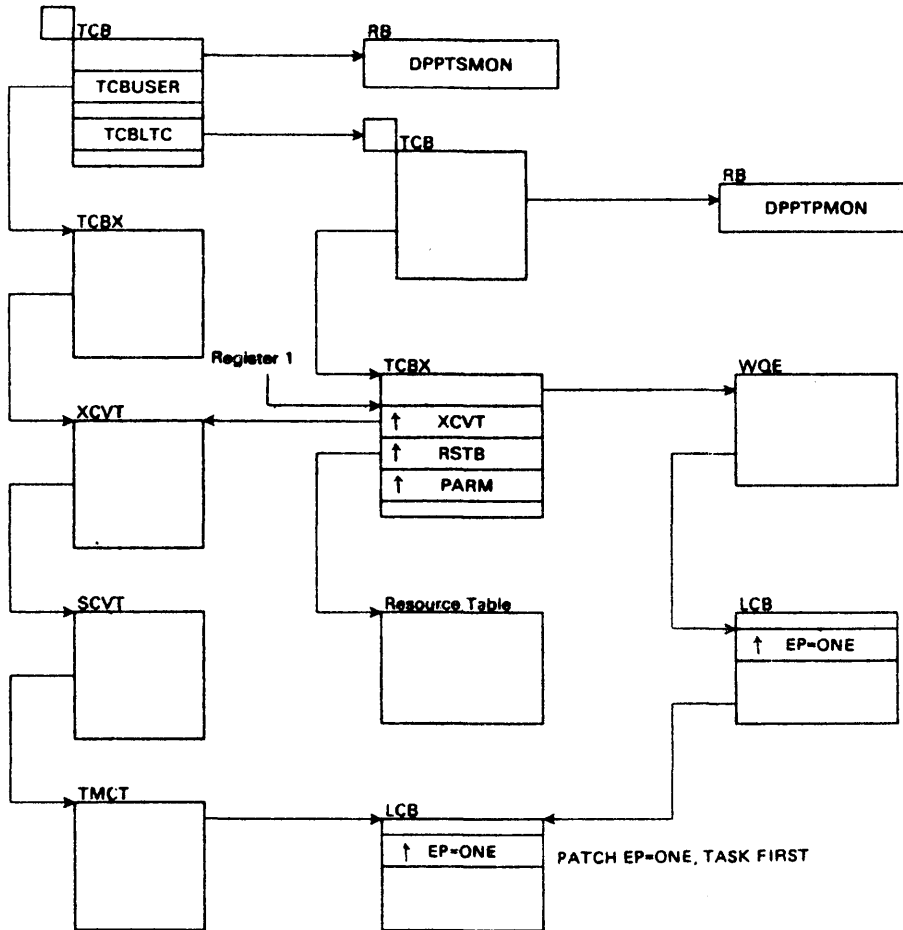 TCB
RB
DPPTSMON
TCBUSER
TCBLTC
TCB
RB
DPPTPMON
TCBX
Register 1
TCBX
WQE
XCVT
↑ XCVT
↑ RSTB
↑ PARM
SCVT
Resource Table
LCB
↑ EP=ONE
TMCT
LCB
↑ EP=ONE
PATCH EP=ONE, TASK FIRST